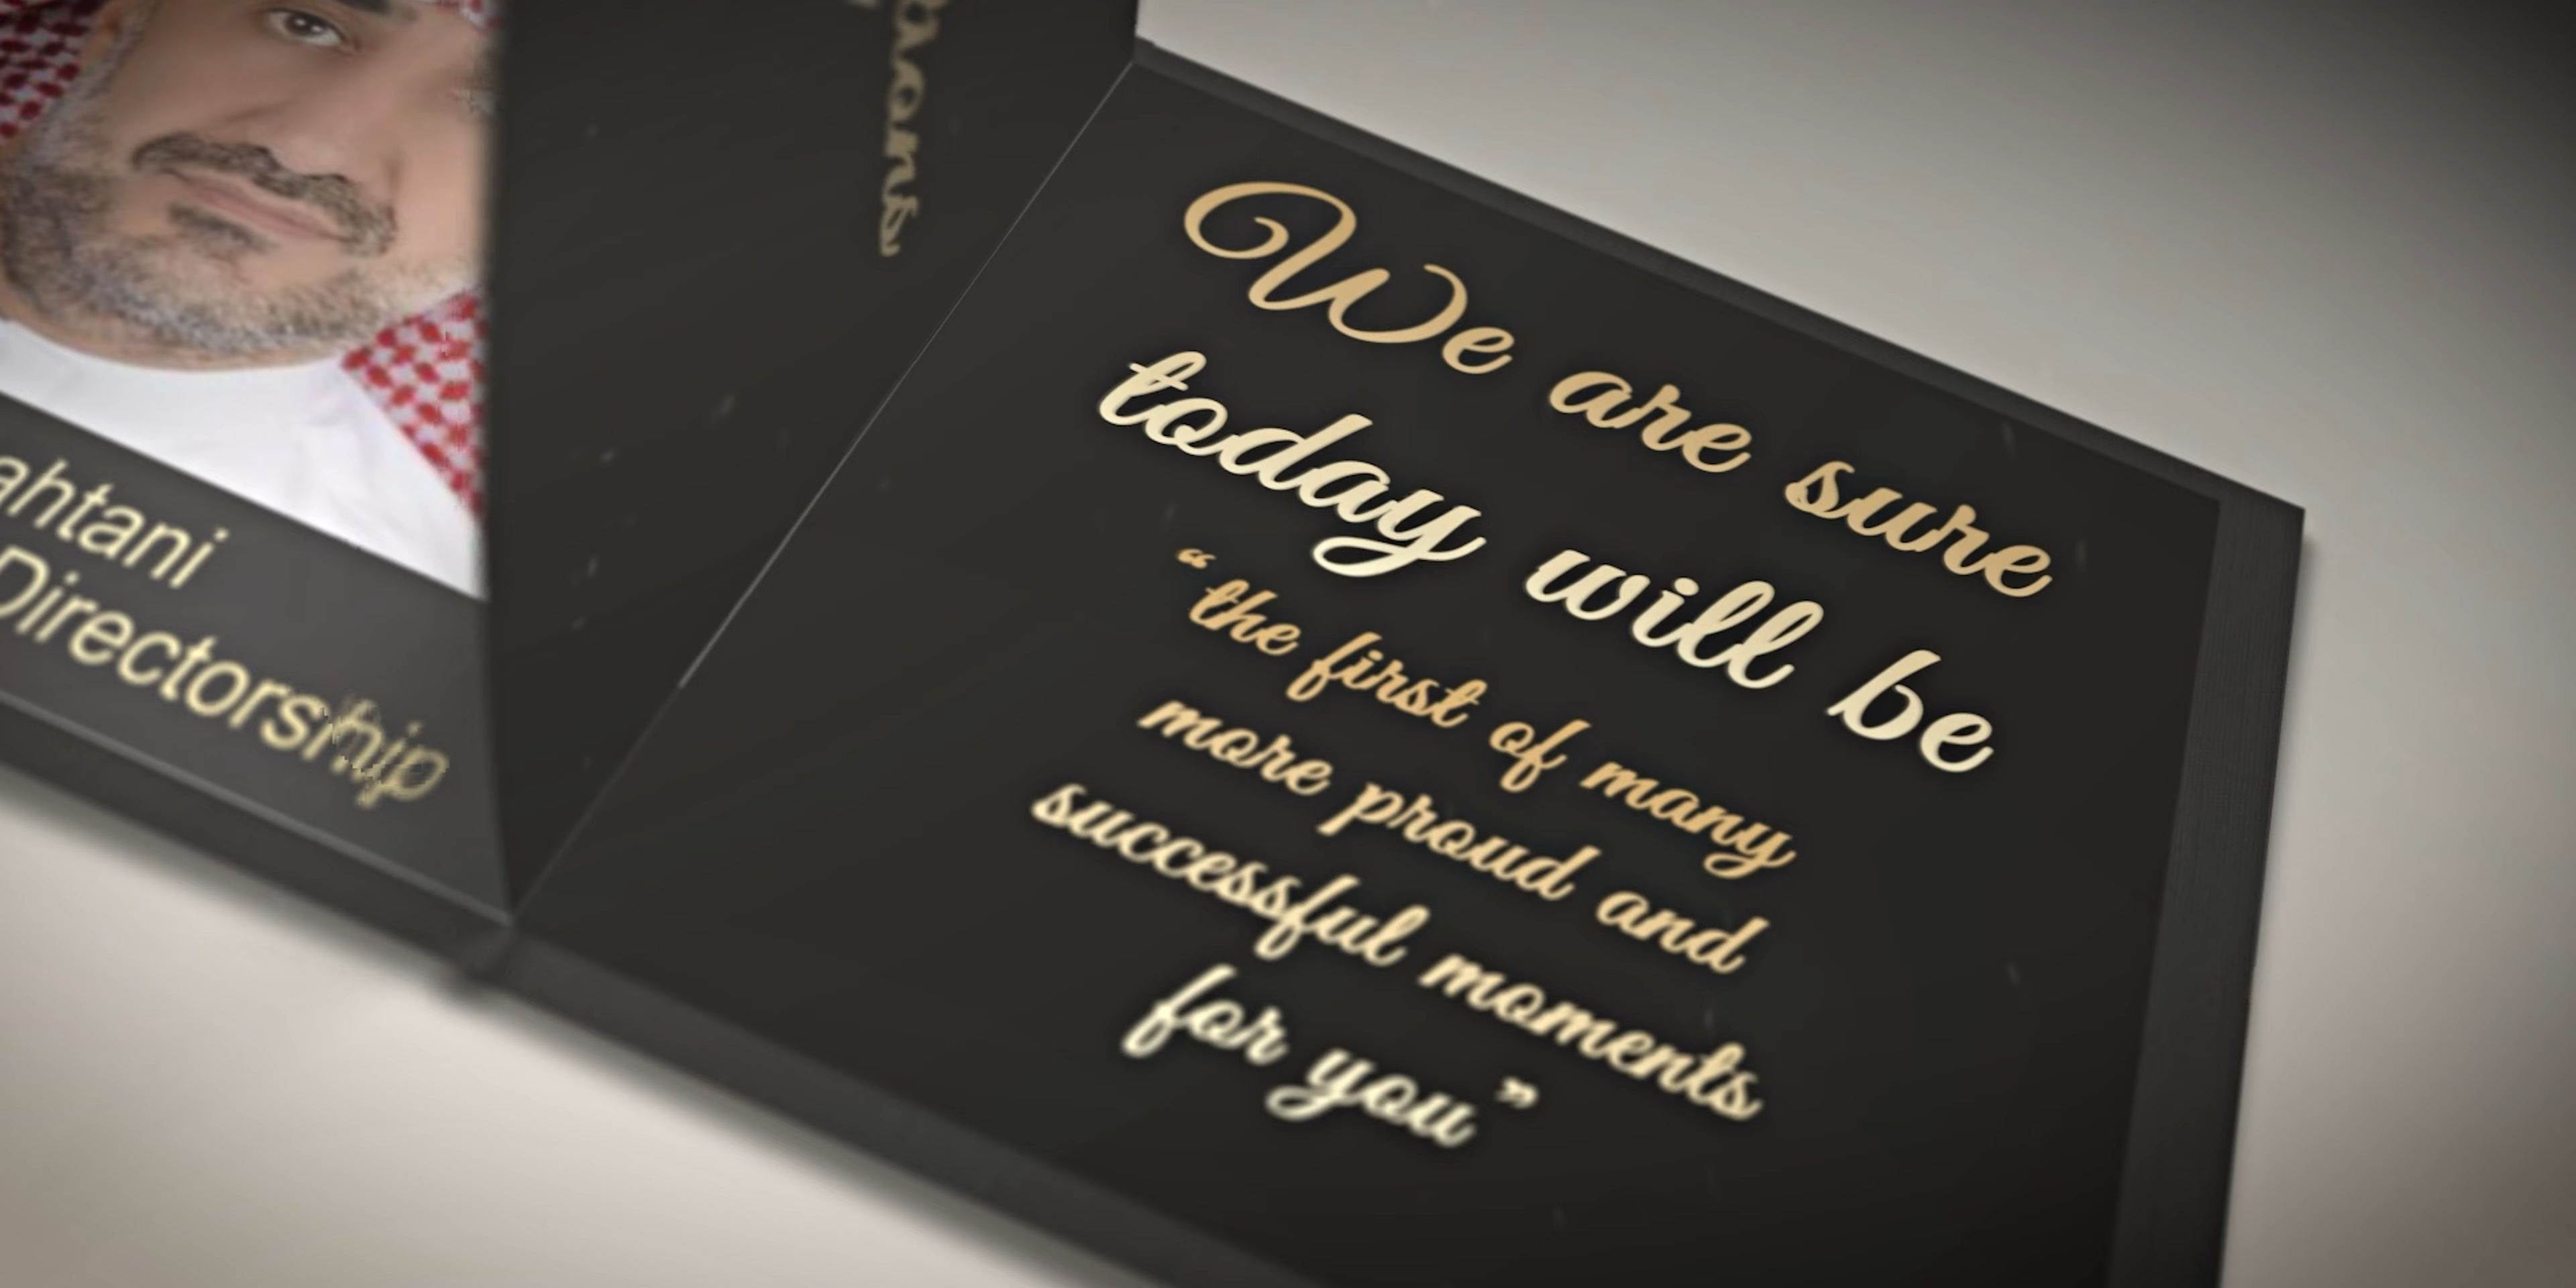 ahtani
Directorship
We are sure
today will be
“the first of many
more proud and
successful moments
for you”